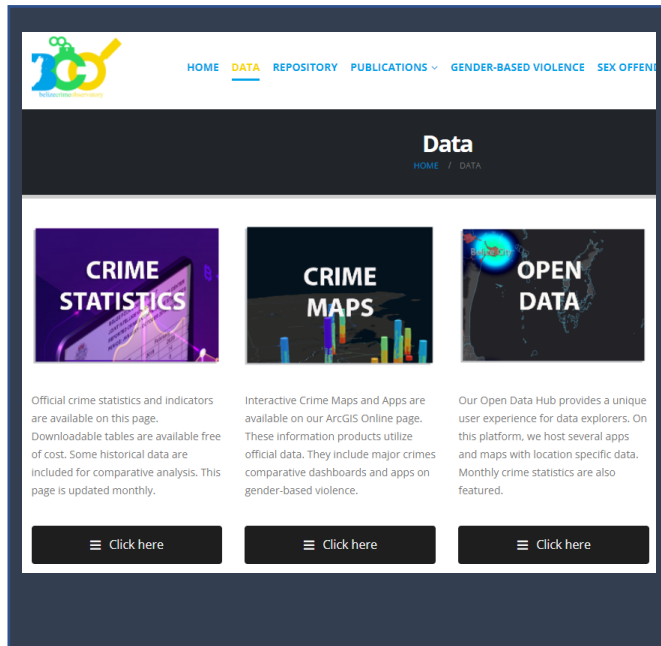 HOME DATA REPOSITORY PUBLICATIONS GENDER-BASED VIOLENCE SEX OFFEND
Data
HOME / DATA
CRIME
STATISTICS
CRIME
MAPS
OPEN
DATA
Official crime statistics and indicators
are available on this page.
Downloadable tables are available free
of cost. Some historical data are
included for comparative analysis. This
page is updated monthly.
Interactive Crime Maps and Apps are
available on our ArcGIS Online page.
These information products utilize
official data. They include major crimes
comparative dashboards and apps on
gender-based violence.
Our Open Data Hub provides a unique
user experience for data explorers. On
this platform, we host several apps
and maps with location specific data.
Monthly crime statistics are also
featured.
Click here
Click here
Click here